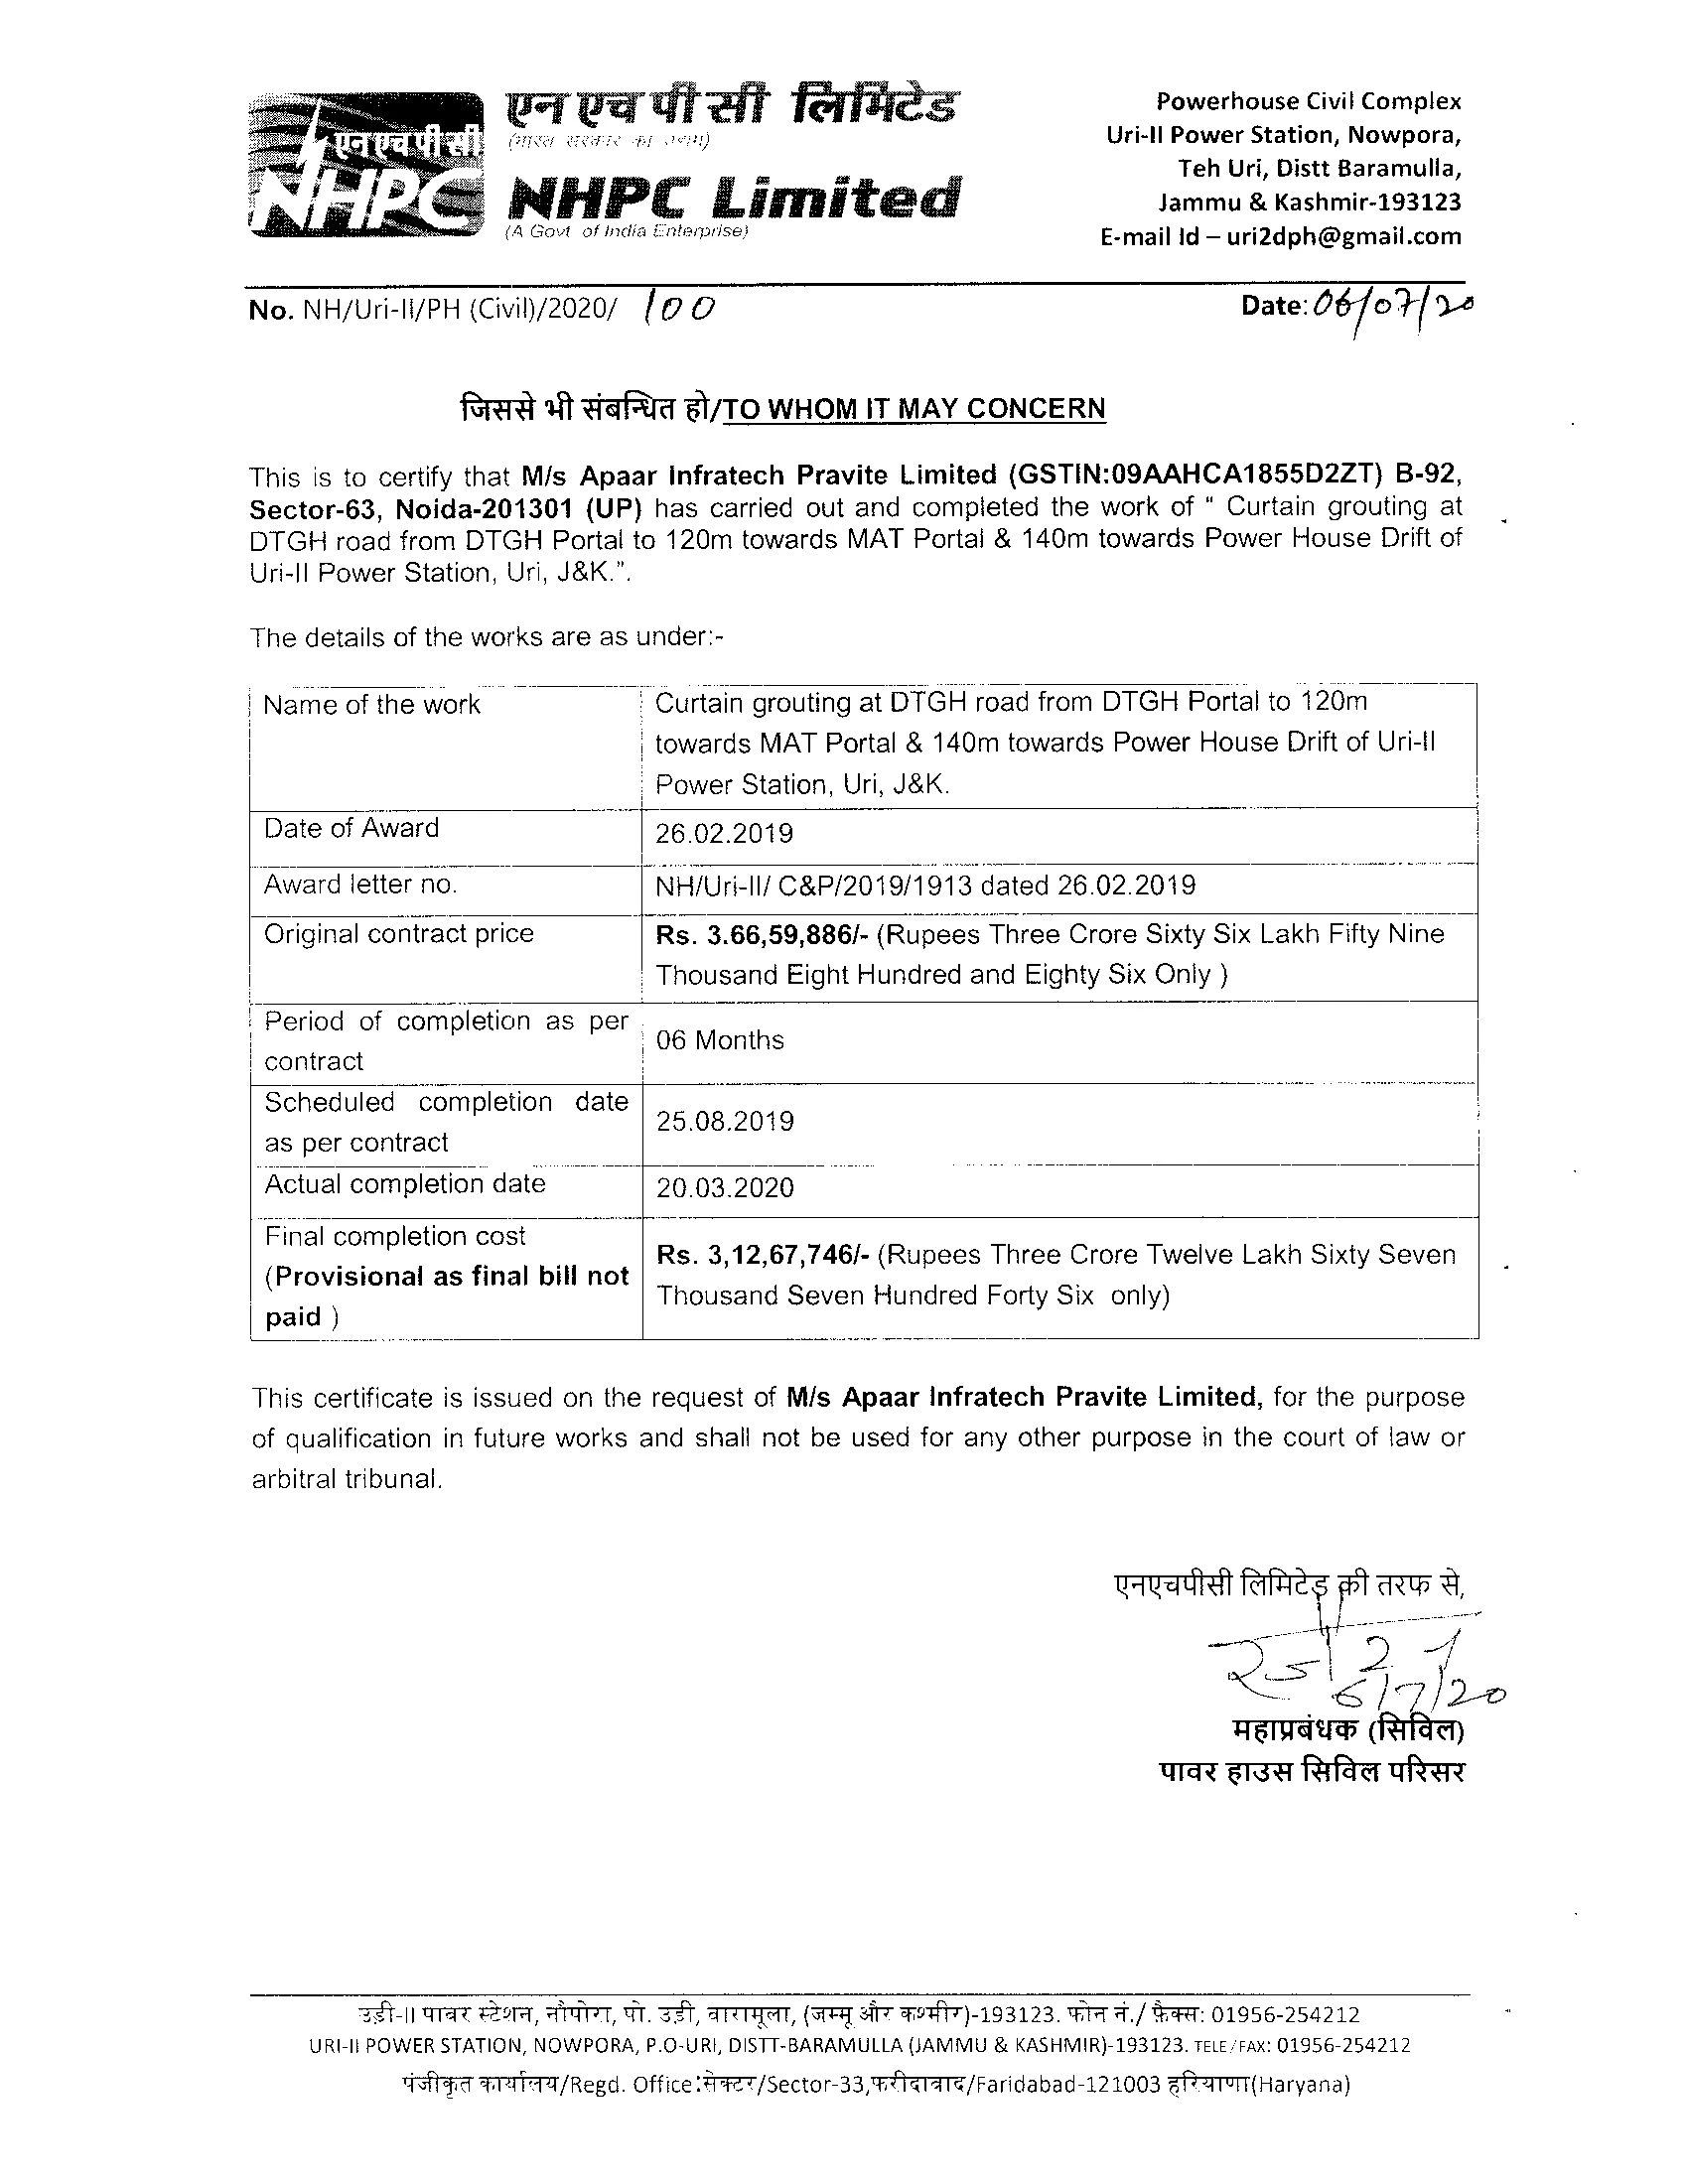 एन एच पी सी लिमिटेड
(भारत सरकार का उद्यम)
एन एच पी सी
NHPC
NHPC Limited
(A Govt of India Enterprise)
Powerhouse Civil Complex
Uri-II Power Station, Nowpora,
Teh Uri, Distt Baramulla,
Jammu & Kashmir-193123
E-mail Id – uri2dph@gmail.com
No. NH/Uri-II/PH (Civil)/2020/ 100
Date: 06/07/20
जिससे भी संबन्धित हो/TO WHOM IT MAY CONCERN
This is to certify that M/s Apaar Infratech Pravite Limited (GSTIN:09AAHCA1855D2ZT) B-92,
Sector-63, Noida-201301 (UP) has carried out and completed the work of " Curtain grouting at
DTGH road from DTGH Portal to 120m towards MAT Portal & 140m towards Power House Drift of
Uri-II Power Station, Uri, J&K.".
The details of the works are as under:-
Name of the work
Curtain grouting at DTGH road from DTGH Portal to 120m
towards MAT Portal & 140m towards Power House Drift of Uri-II
Power Station, Uri, J&K.
Date of Award
26.02.2019
Award letter no.
NH/Uri-II/ C&P/2019/1913 dated 26.02.2019
Original contract price
Rs. 3.66,59,886/- (Rupees Three Crore Sixty Six Lakh Fifty Nine
Thousand Eight Hundred and Eighty Six Only )
Period of completion as per
contract
06 Months
Scheduled completion date
as per contract
25.08.2019
Actual completion date
20.03.2020
Final completion cost
(Provisional as final bill not
paid )
Rs. 3,12,67,746/- (Rupees Three Crore Twelve Lakh Sixty Seven
Thousand Seven Hundred Forty Six only)
This certificate is issued on the request of M/s Apaar Infratech Pravite Limited, for the purpose
of qualification in future works and shall not be used for any other purpose in the court of law or
arbitral tribunal.
एनएचपीसी लिमिटेड की तरफ से,
6/7/20
महाप्रबंधक (सिविल)
पावर हाउस सिविल परिसर
उडी-II पावर स्टेशन, नौपोरा, पो. उडी, वारामूला, (जम्मू और कश्मीर)-193123. फोन नं./ फ़ैक्स: 01956-254212
URI-II POWER STATION, NOWPORA, P.O-URI, DISTT-BARAMULLA (JAMMU & KASHMIR)-193123. TELE/FAX: 01956-254212
पंजीकृत कार्यालय/Regd. Office:सेक्टर/Sector-33,फरीदावाद/Faridabad-121003 हरियाणा(Haryana)